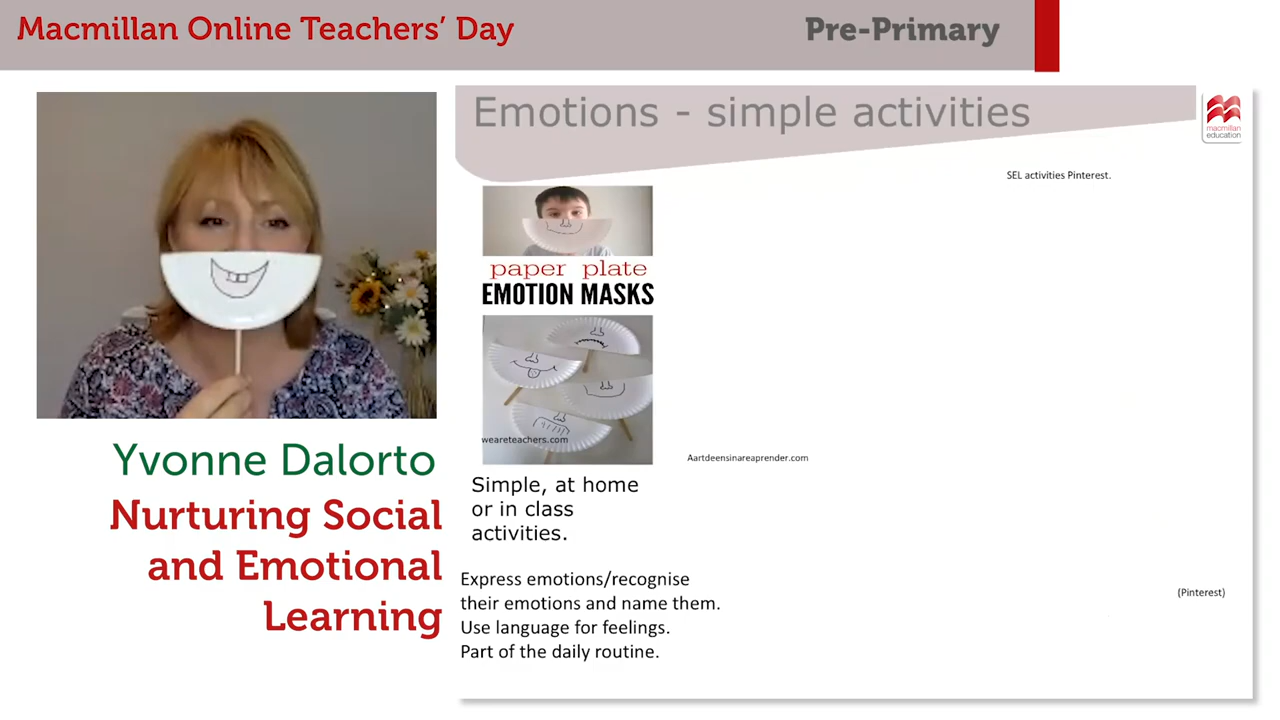 Macmillan Online Teachers’ Day
Pre-Primary
Emotions - simple activities
macmillan
education
SEL activities Pinterest.
paper plate
EMOTION MASKS
weareteachers.com
Aartdeensinareaprender.com
Simple, at home
or in class
activities.
Yvonne Dalorto
Nurturing Social
and Emotional
Learning
Express emotions/recognise
their emotions and name them.
Use language for feelings.
Part of the daily routine.
(Pinterest)